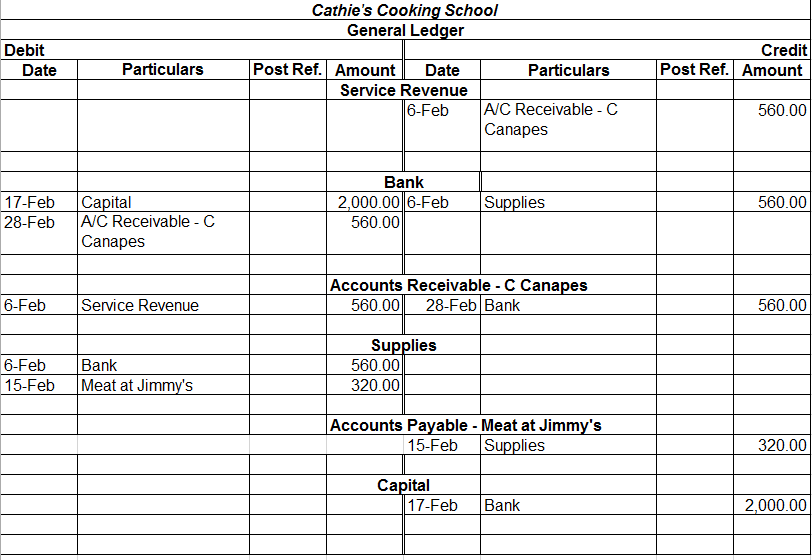 Cathie's Cooking School
General Ledger
Debit Credit
Date Particulars Post Ref. Amount Date Particulars Post Ref. Amount
Service Revenue
6-Feb A/C Receivable - C 560.00
Canapes
Bank
17-Feb Capital 2,000.00 6-Feb Supplies 560.00
28-Feb A/C Receivable - C 560.00
Canapes
Accounts Receivable - C Canapes
6-Feb Service Revenue 560.00 28-Feb Bank 560.00
Supplies
6-Feb Bank 560.00
15-Feb Meat at Jimmy's 320.00
Accounts Payable - Meat at Jimmy's
15-Feb Supplies 320.00
Capital
17-Feb Bank 2,000.00